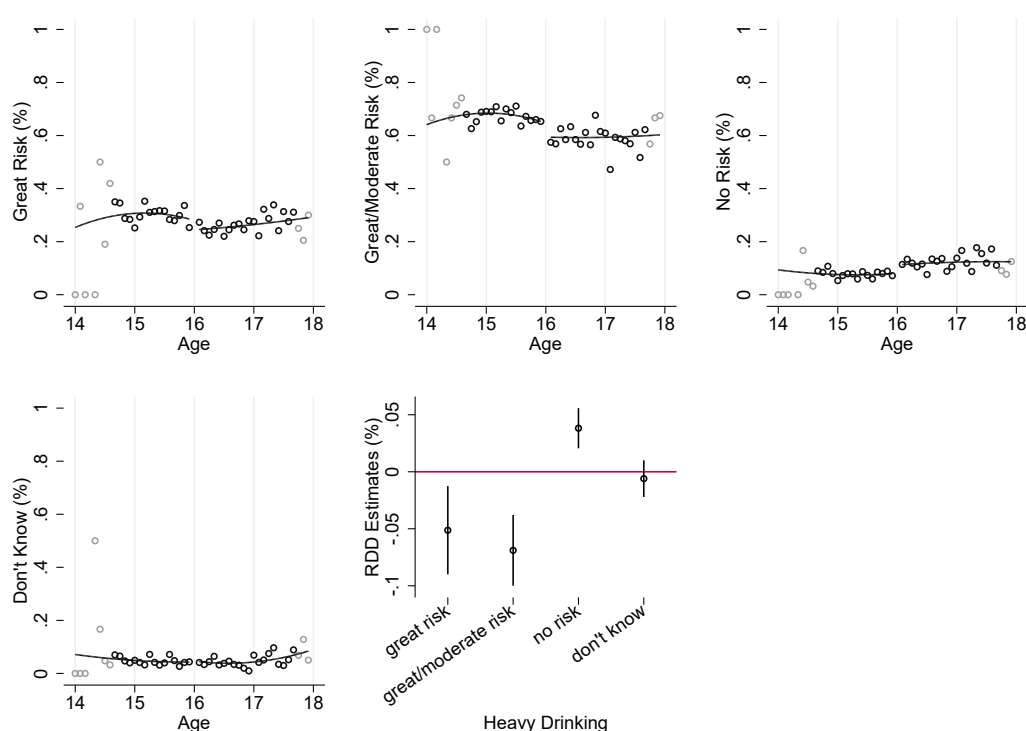 Great Risk (%)
0 .2 .4 .6 .8 1
14 15 16 17 18
Age
Great/Moderate Risk (%)
0 .2 .4 .6 .8 1
14 15 16 17 18
Age
No Risk (%)
0 .2 .4 .6 .8 1
14 15 16 17 18
Age
Don't Know (%)
0 .2 .4 .6 .8 1
14 15 16 17 18
Age
RDD Estimates (%)
-.1 -.05 0 .05
great risk
great/moderate risk
no risk
don't know
Heavy Drinking